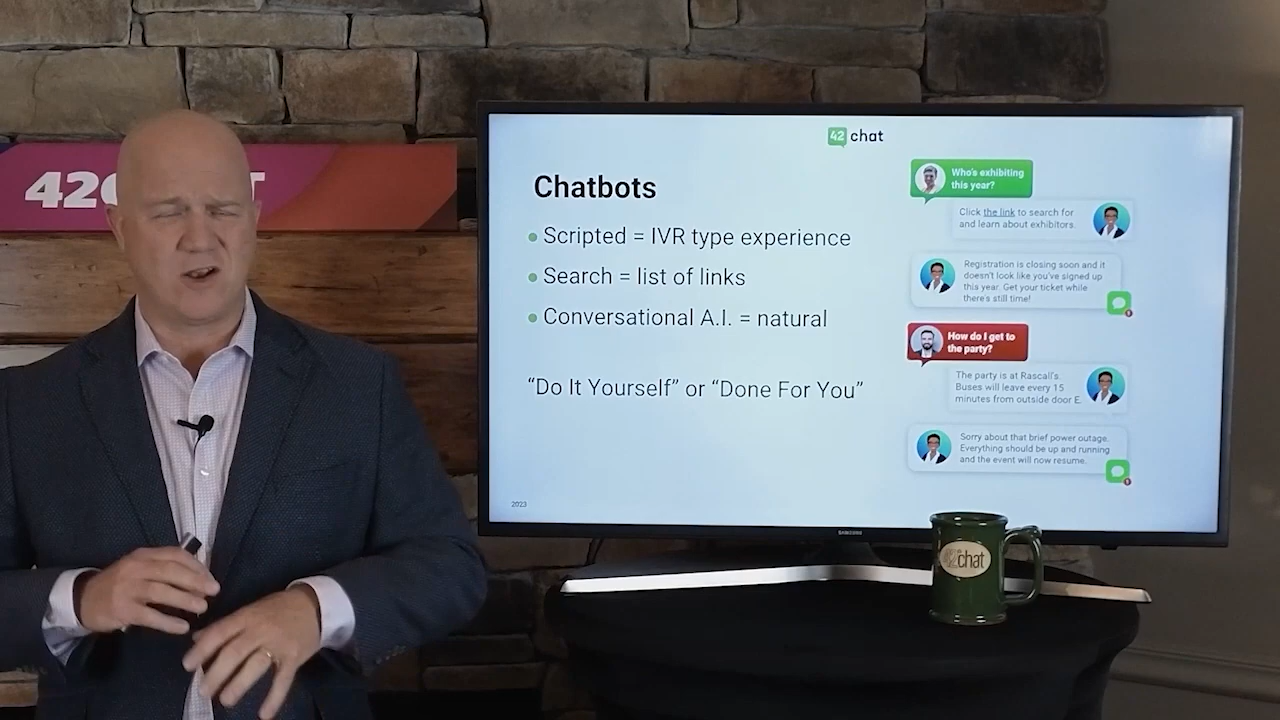 42
42 chat
Chatbots
Scripted = IVR type experience
Search = list of links
Conversational A.I. = natural
“Do It Yourself” or “Done For You”
2023
Who's exhibiting
this year?
Click the link to search for
and learn about exhibitors.
Registration is closing soon and it
doesn't look like you've signed up
this year. Get your ticket while
there's still time!
How do I get to
the party?
The party is at Rascall's.
Buses will leave every 15
minutes from outside door E.
Sorry about that brief power outage.
Everything should be up and running
and the event will now resume.
SAMSUNG
42chat